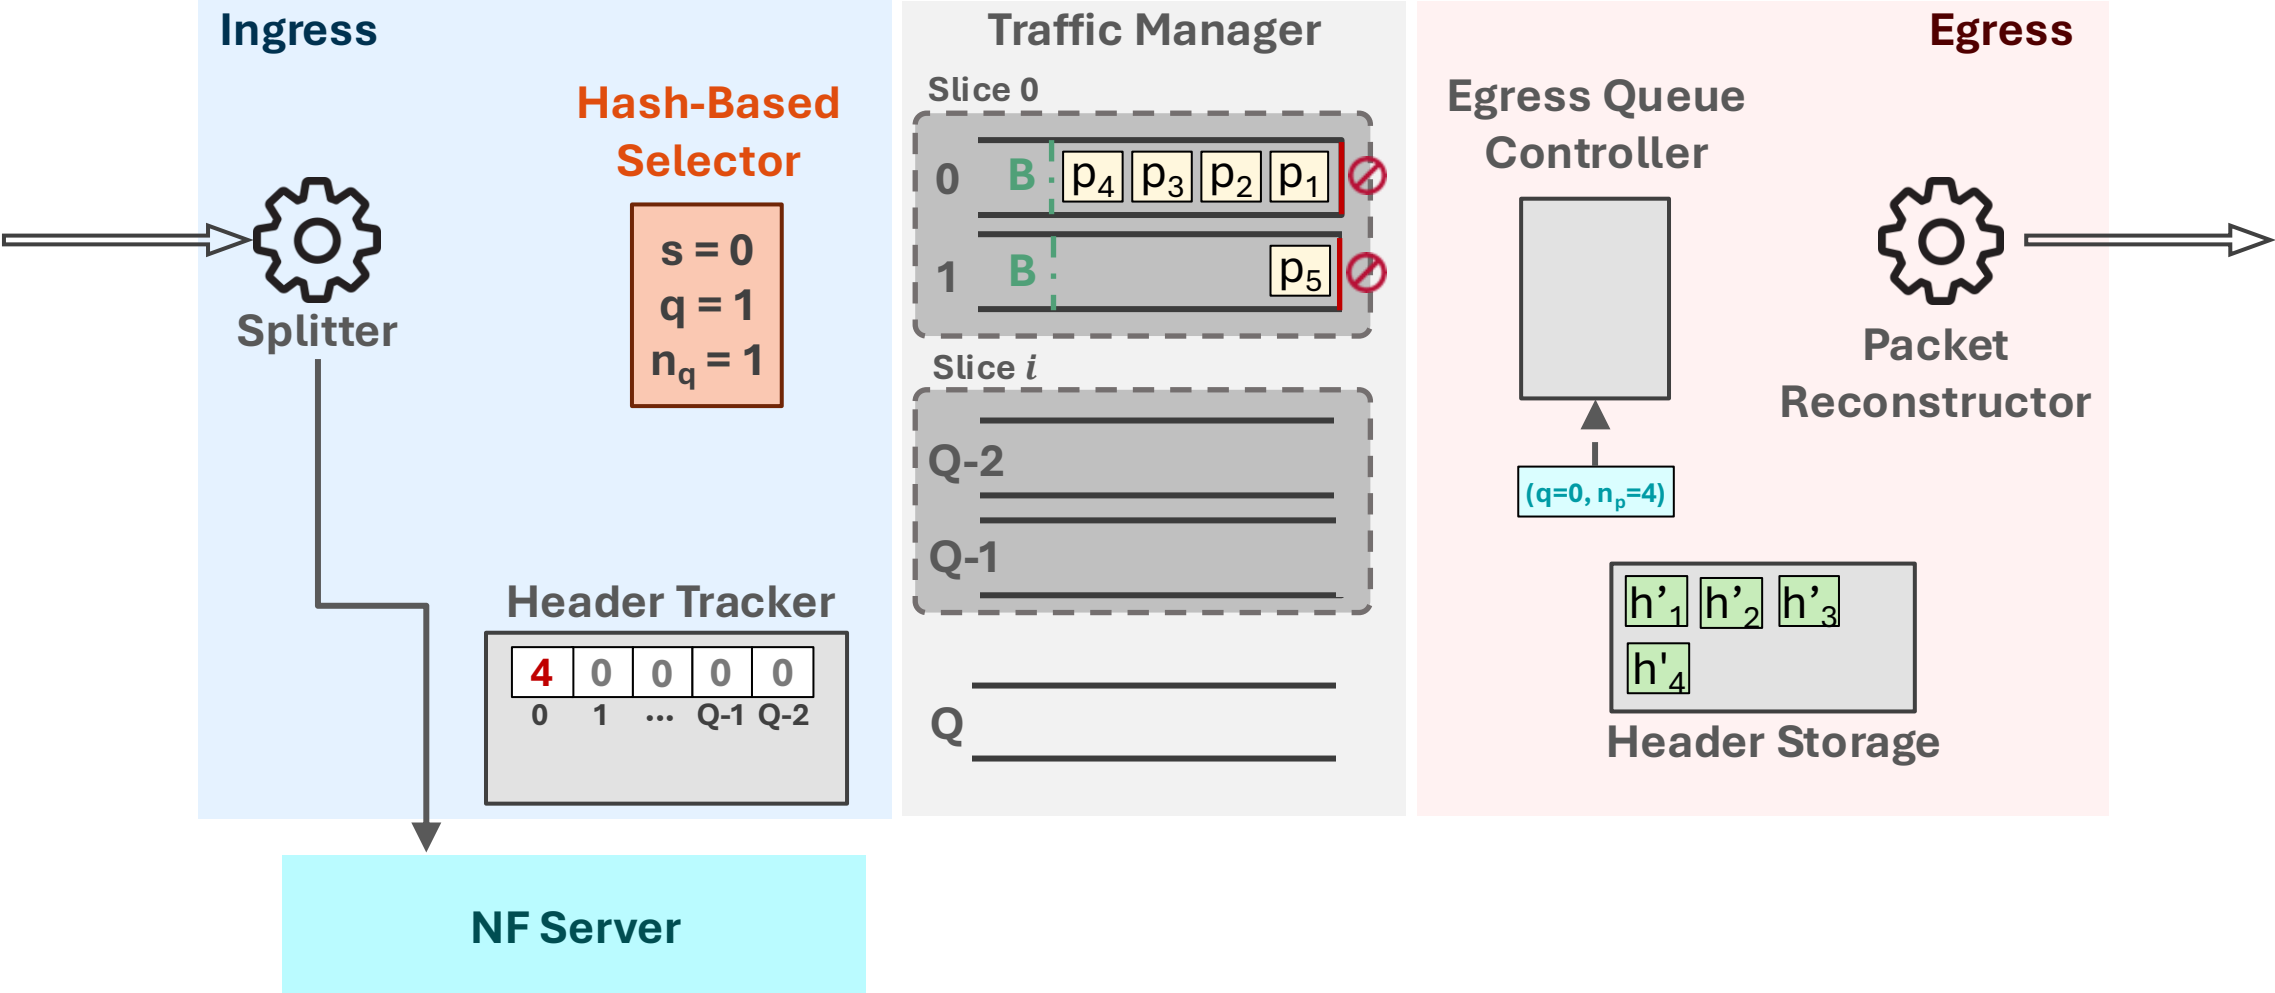 Ingress
Hash-Based
Selector
s = 0
q = 1
n_q = 1
Splitter
Header Tracker
4 0 0 0 0
0 1 ... Q-1 Q-2
NF Server
Traffic Manager
Slice 0
0 B p₄ p₃ p₂ p₁
1 B p₅
Slice i
Q-2
Q-1
Q
Egress
Egress Queue
Controller
(q=0, n_p=4)
Packet
Reconstructor
h’₁ h’₂ h’₃
h'₄
Header Storage